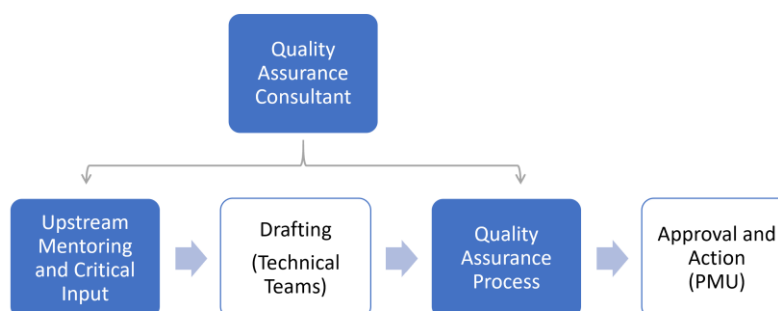 Quality
Assurance
Consultant
Upstream
Mentoring
and Critical
Input
Drafting
(Technical
Teams)
Quality
Assurance
Process
Approval and
Action
(PMU)